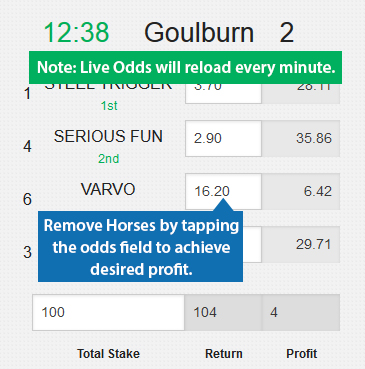 12:38 Goulburn 2
Note: Live Odds will reload every minute.
1 STEEL TRIGGER 3.70 28.11
1st
4 SERIOUS FUN 2.90 35.86
2nd
6 VARVO 16.20 6.42
Remove Horses by tapping
the odds field to achieve
desired profit.
3 29.71
100 104 4
Total Stake Return Profit